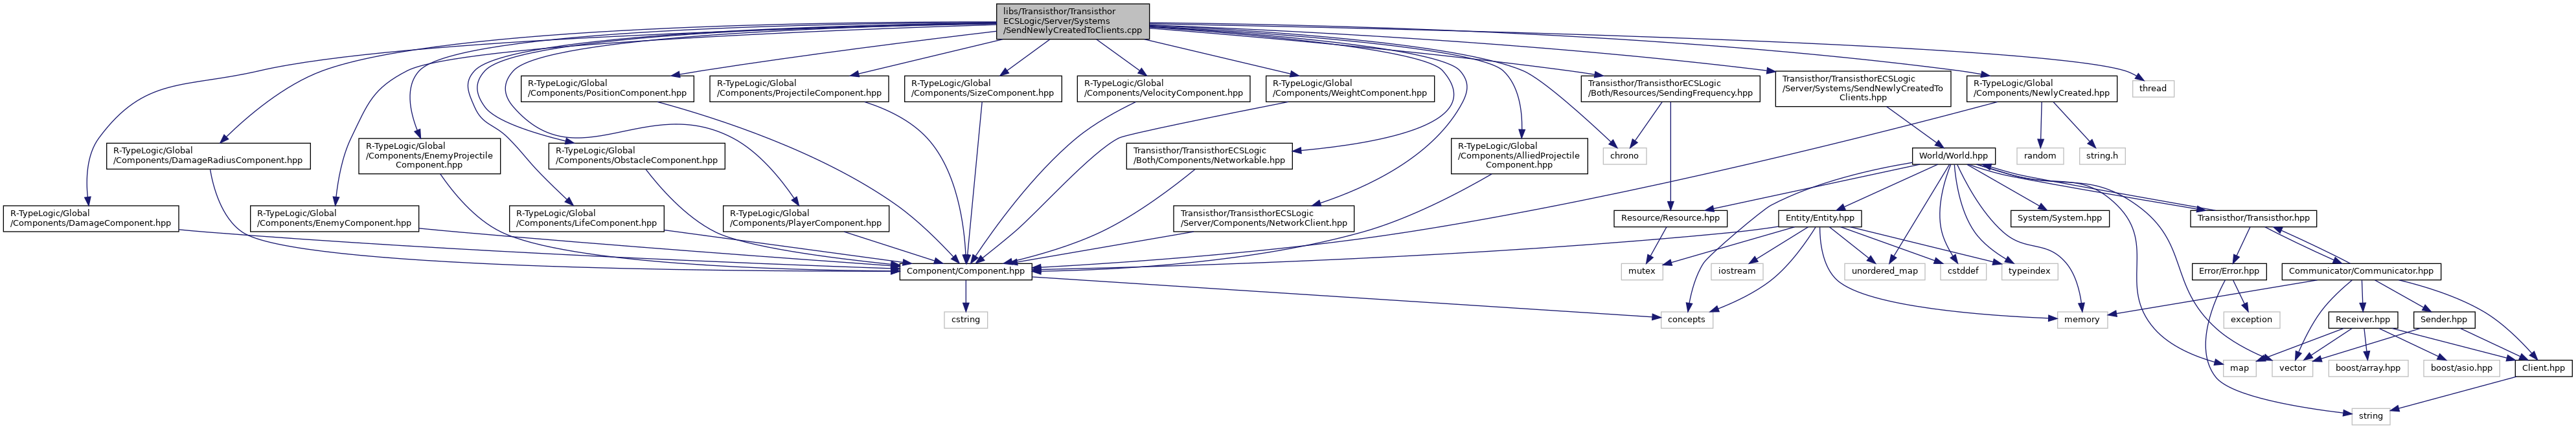 libs/Transisthor/Transisthor
ECSLogic/Server/Systems
/SendNewlyCreatedToClients.cpp
R-TypeLogic/Global
/Components/PositionComponent.hpp
R-TypeLogic/Global
/Components/ProjectileComponent.hpp
R-TypeLogic/Global
/Components/SizeComponent.hpp
R-TypeLogic/Global
/Components/VelocityComponent.hpp
R-TypeLogic/Global
/Components/WeightComponent.hpp
Transisthor/TransisthorECSLogic
/Both/Resources/SendingFrequency.hpp
Transisthor/TransisthorECSLogic
/Server/Systems/SendNewlyCreatedTo
Clients.hpp
R-TypeLogic/Global
/Components/NewlyCreated.hpp
thread
R-TypeLogic/Global
/Components/DamageRadiusComponent.hpp
R-TypeLogic/Global
/Components/EnemyProjectile
Component.hpp
R-TypeLogic/Global
/Components/ObstacleComponent.hpp
Transisthor/TransisthorECSLogic
/Both/Components/Networkable.hpp
R-TypeLogic/Global
/Components/AlliedProjectile
Component.hpp
chrono
World/World.hpp
random
string.h
R-TypeLogic/Global
/Components/DamageComponent.hpp
R-TypeLogic/Global
/Components/EnemyComponent.hpp
R-TypeLogic/Global
/Components/LifeComponent.hpp
R-TypeLogic/Global
/Components/PlayerComponent.hpp
Transisthor/TransisthorECSLogic
/Server/Components/NetworkClient.hpp
Resource/Resource.hpp
Entity/Entity.hpp
System/System.hpp
Transisthor/Transisthor.hpp
Component/Component.hpp
mutex
iostream
unordered_map
cstddef
typeindex
Error/Error.hpp
Communicator/Communicator.hpp
cstring
concepts
memory
exception
Receiver.hpp
Sender.hpp
map
vector
boost/array.hpp
boost/asio.hpp
Client.hpp
string